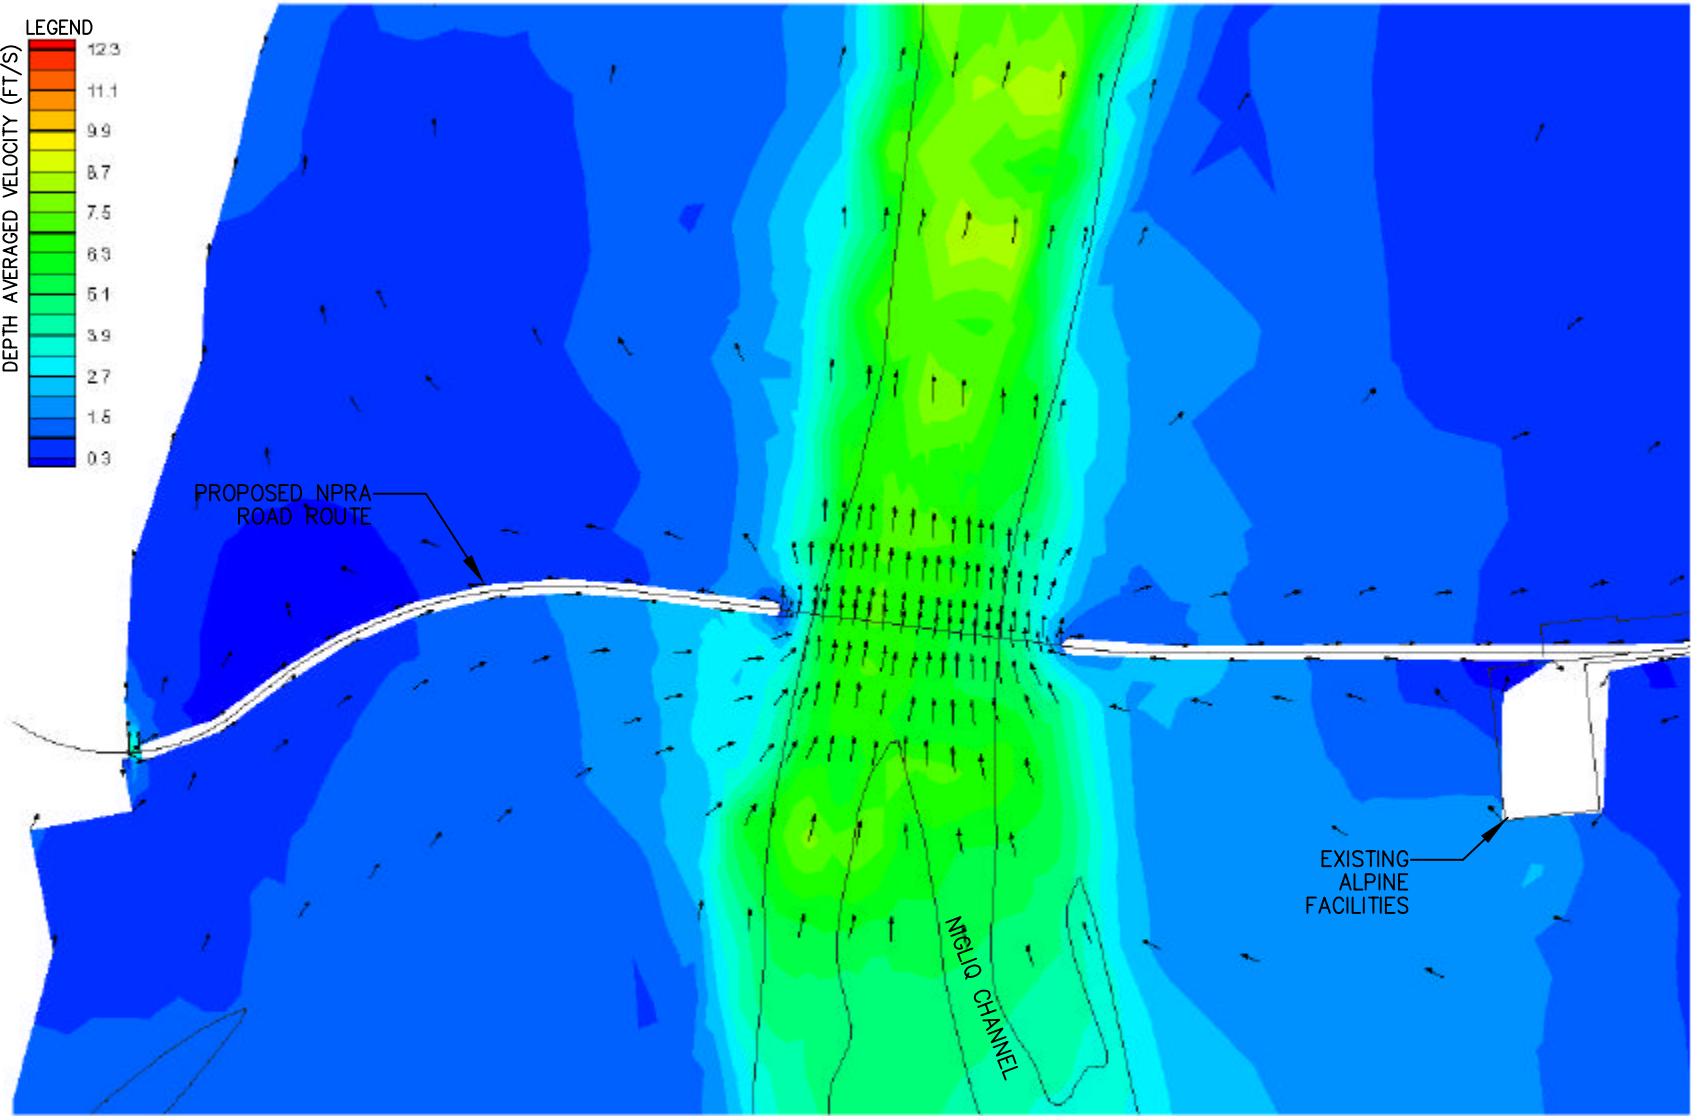 LEGEND
DEPTH AVERAGED VELOCITY (FT/S)
12.3
11.1
9.9
8.7
7.5
6.3
5.1
3.9
2.7
1.5
0.3
PROPOSED NPRA
ROAD ROUTE
EXISTING
ALPINE
FACILITIES
NIGLIQ CHANNEL